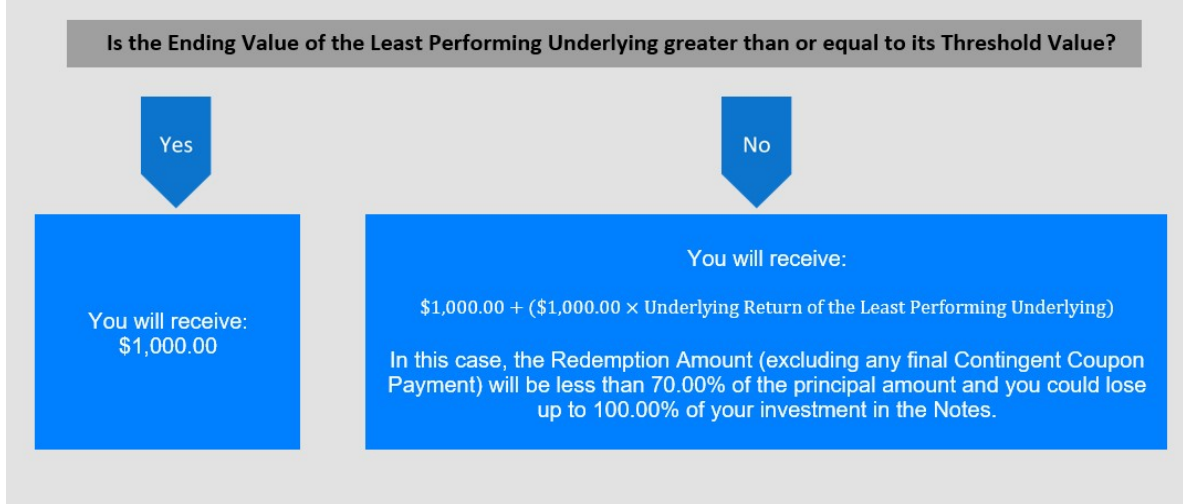 Is the Ending Value of the Least Performing Underlying greater than or equal to its Threshold Value?
Yes
No
You will receive:
$1,000.00
You will receive:
$1,000.00 + ($1,000.00 × Underlying Return of the Least Performing Underlying)
In this case, the Redemption Amount (excluding any final Contingent Coupon
Payment) will be less than 70.00% of the principal amount and you could lose
up to 100.00% of your investment in the Notes.